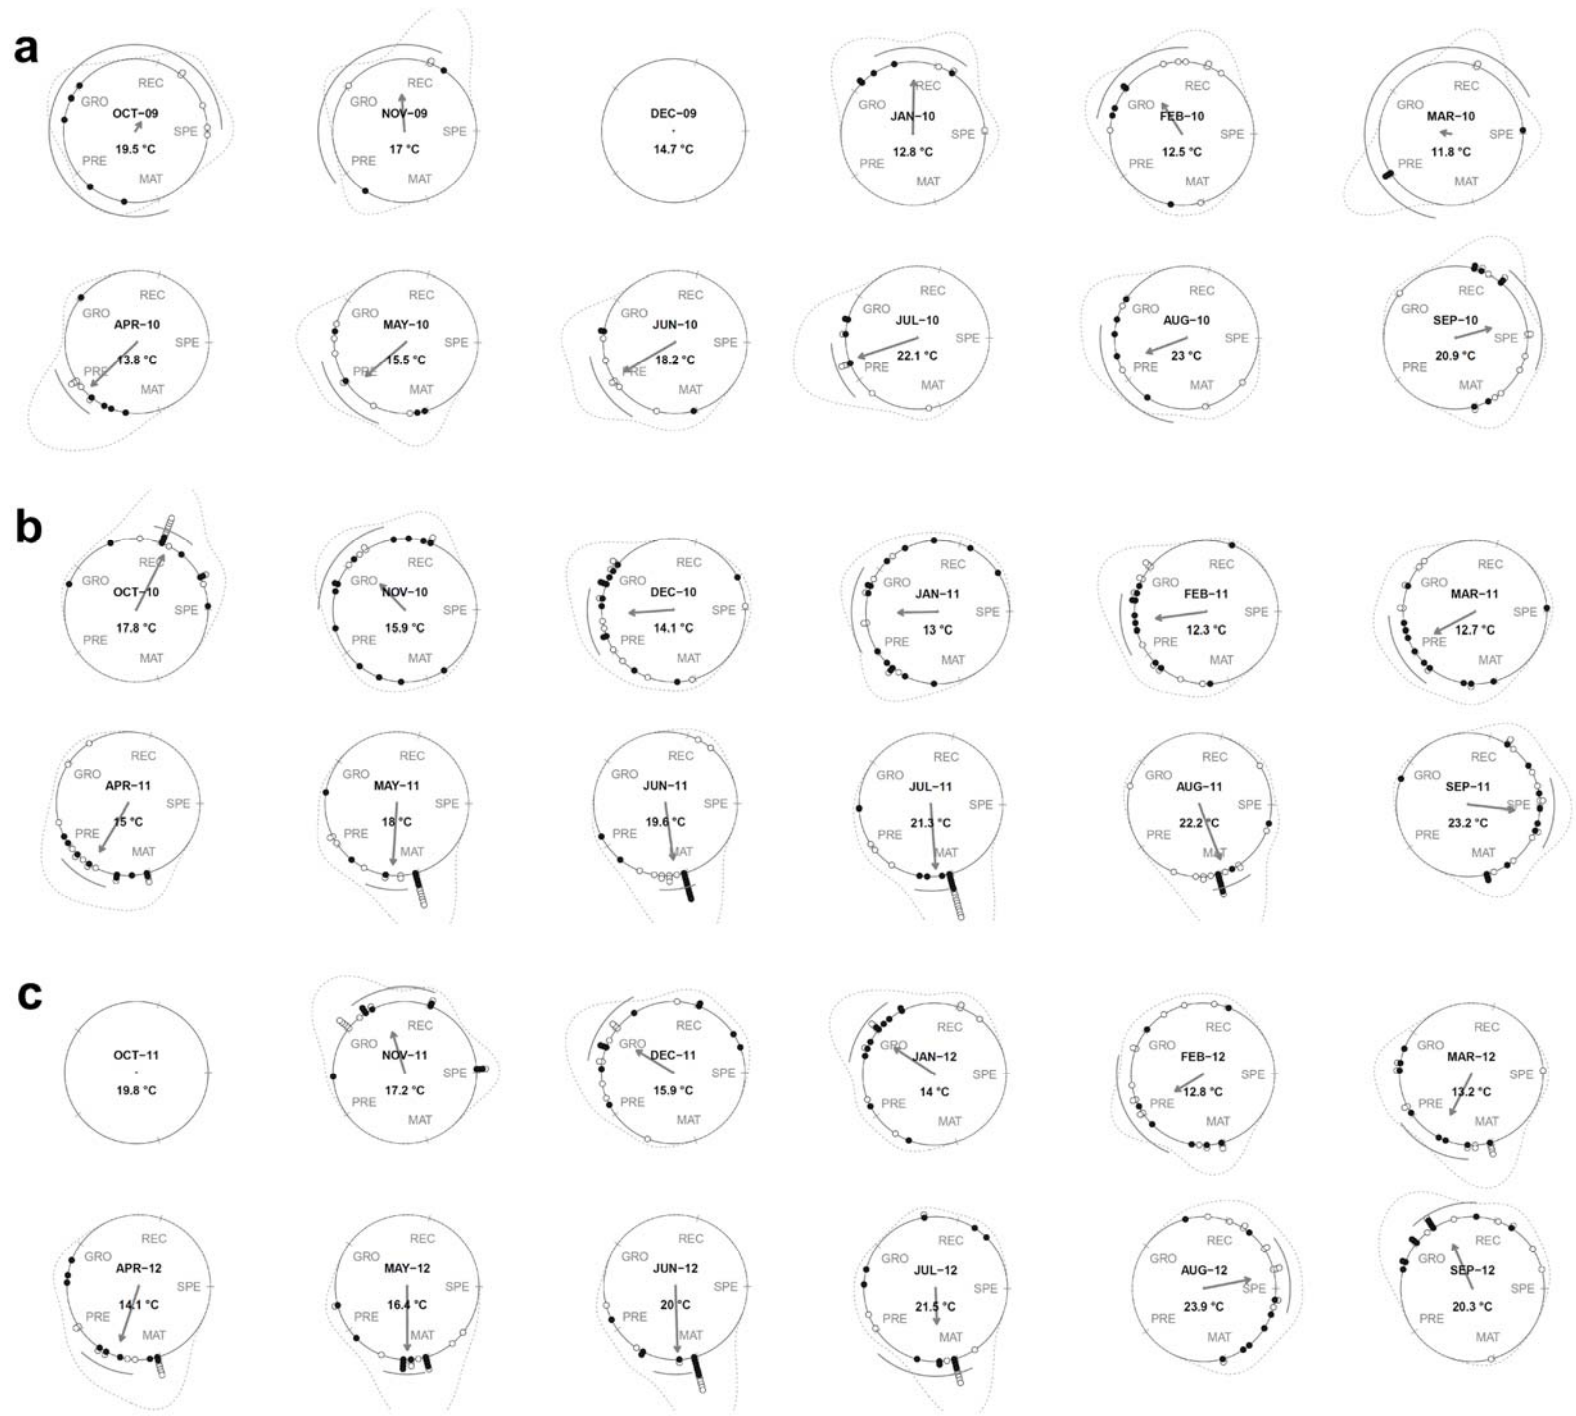 a
REC
GRO
OCT–09
SPE
19.5 °C
PRE
MAT
REC
GRO
NOV–09
17 °C
PRE
MAT
DEC–09
14.7 °C
REC
JAN–10
12.8 °C
REC
GRO
FEB–10
SPE
12.5 °C
PRE
MAT
REC
GRO
MAR–10
SPE
11.8 °C
PRE
MAT
REC
GRO
APR–10
SPE
13.8 °C
PRE
MAT
REC
GRO
MAY–10
SPE
15.5 °C
PRE
MAT
REC
GRO
JUN–10
SPE
18.2 °C
PRE
MAT
REC
GRO
JUL–10
22.1 °C
PRE
REC
GRO
AUG–10
23 °C
PRE
MAT
REC
GRO
SEP–10
SPE
20.9 °C
PRE
MAT
b
REC
GRO
OCT–10
SPE
17.8 °C
PRE
MAT
REC
GRO
NOV–10
15.9 °C
PRE
MAT
REC
GRO
DEC–10
SPE
14.1 °C
PRE
MAT
REC
GRO
JAN–11
13 °C
PRE
MAT
REC
GRO
FEB–11
SPE
12.3 °C
PRE
MAT
REC
GRO
MAR–11
SPE
12.7 °C
PRE
MAT
REC
GRO
APR–11
SPE
15 °C
PRE
MAT
REC
GRO
MAY–11
SPE
18 °C
PRE
MAT
REC
GRO
JUN–11
SPE
19.6 °C
PRE
MAT
REC
GRO
JUL–11
SPE
21.3 °C
PRE
MAT
REC
GRO
AUG–11
SPE
22.2 °C
PRE
MAT
REC
GRO
SEP–11
SPE
23.2 °C
PRE
MAT
c
OCT–11
19.8 °C
REC
GRO
NOV–11
SPE
17.2 °C
PRE
MAT
REC
GRO
DEC–11
SPE
15.9 °C
PRE
MAT
REC
GRO
JAN–12
SPE
14 °C
PRE
MAT
REC
GRO
FEB–12
SPE
12.8 °C
PRE
MAT
REC
GRO
MAR–12
SPE
13.2 °C
PRE
MAT
REC
GRO
APR–12
SPE
14.1 °C
PRE
MAT
REC
GRO
MAY–12
SPE
16.4 °C
PRE
MAT
REC
GRO
JUN–12
SPE
20 °C
PRE
MAT
REC
GRO
JUL–12
SPE
21.5 °C
PRE
MAT
REC
GRO
AUG–12
SPE
23.9 °C
PRE
MAT
REC
GRO
SEP–12
SPE
20.3 °C
PRE
MAT